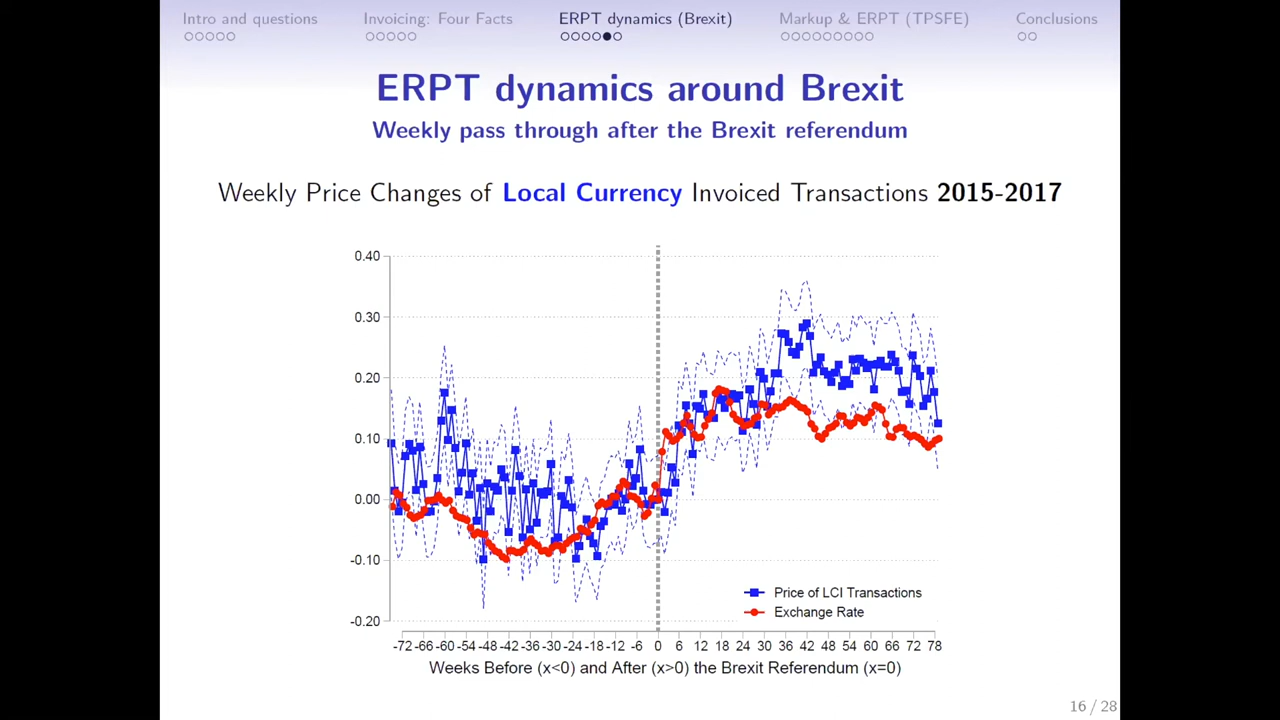 Intro and questions Invoicing: Four Facts ERPT dynamics (Brexit) Markup & ERPT (TPSFE) Conclusions
ERPT dynamics around Brexit
Weekly pass through after the Brexit referendum
Weekly Price Changes of Local Currency Invoiced Transactions 2015-2017
0.40
0.30
0.20
0.10
0.00
-0.10
-0.20
Price of LCI Transactions
Exchange Rate
-72 -66 -60 -54 -48 -42 -36 -30 -24 -18 -12 -6 0 6 12 18 24 30 36 42 48 54 60 66 72 78
Weeks Before (x<0) and After (x>0) the Brexit Referendum (x=0)
16 / 28